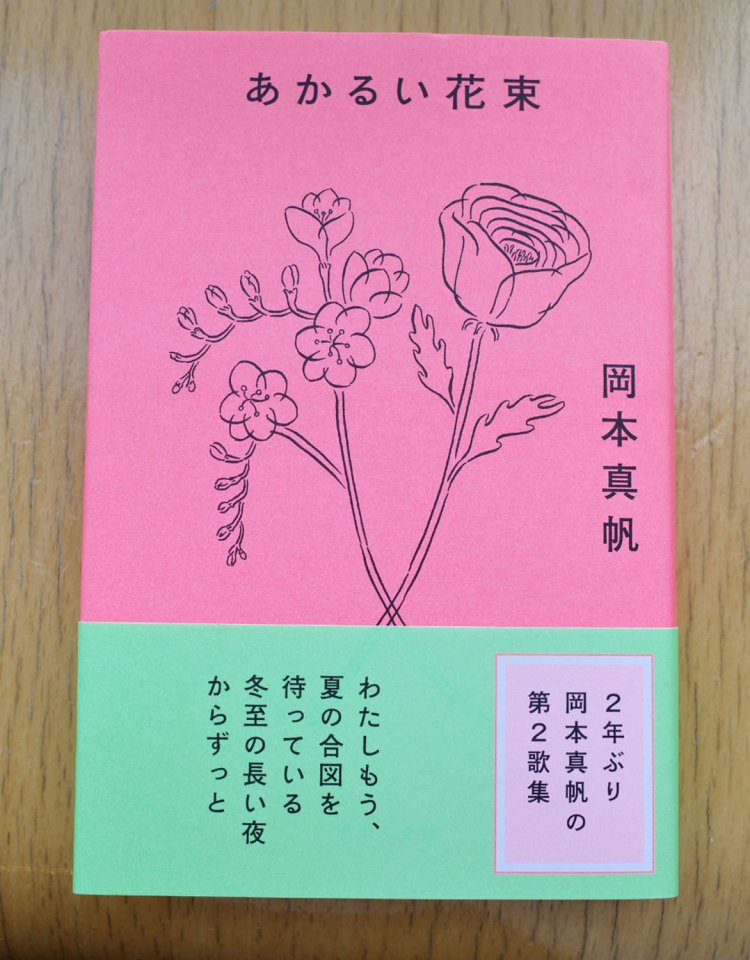 あかるい花束
岡本真帆
2年ぶり
岡本真帆の
第2歌集
わたしもう、
夏の合図を
待っている
冬至の長い夜
からずっと